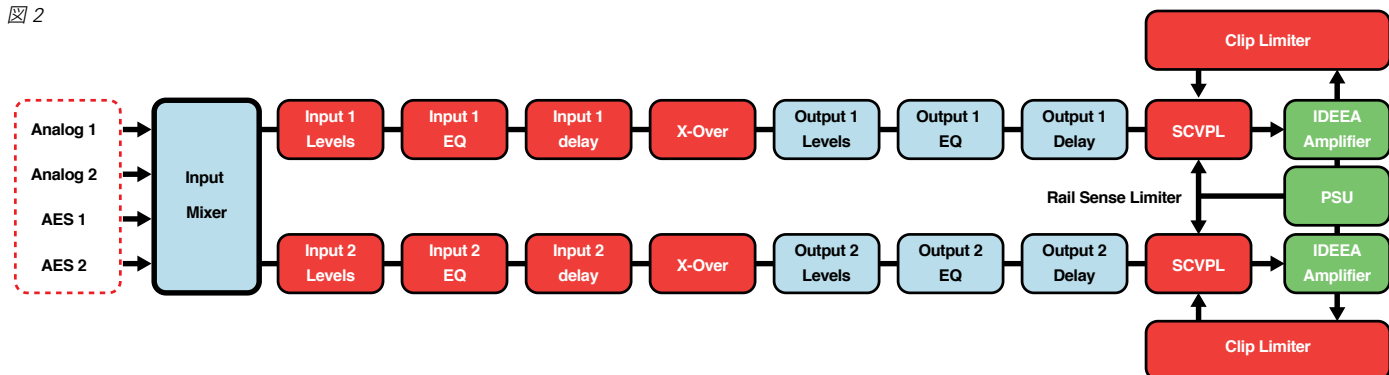 図 2
Clip Limiter
Analog 1
Analog 2
AES 1
AES 2
Input
Mixer
Input 1
Levels
Input 1
EQ
Input 1
delay
X-Over
Output 1
Levels
Output 1
EQ
Output 1
Delay
SCVPL
IDEEA
Amplifier
Rail Sense Limiter
PSU
Input 2
Levels
Input 2
EQ
Input 2
delay
X-Over
Output 2
Levels
Output 2
EQ
Output 2
Delay
SCVPL
IDEEA
Amplifier
Clip Limiter